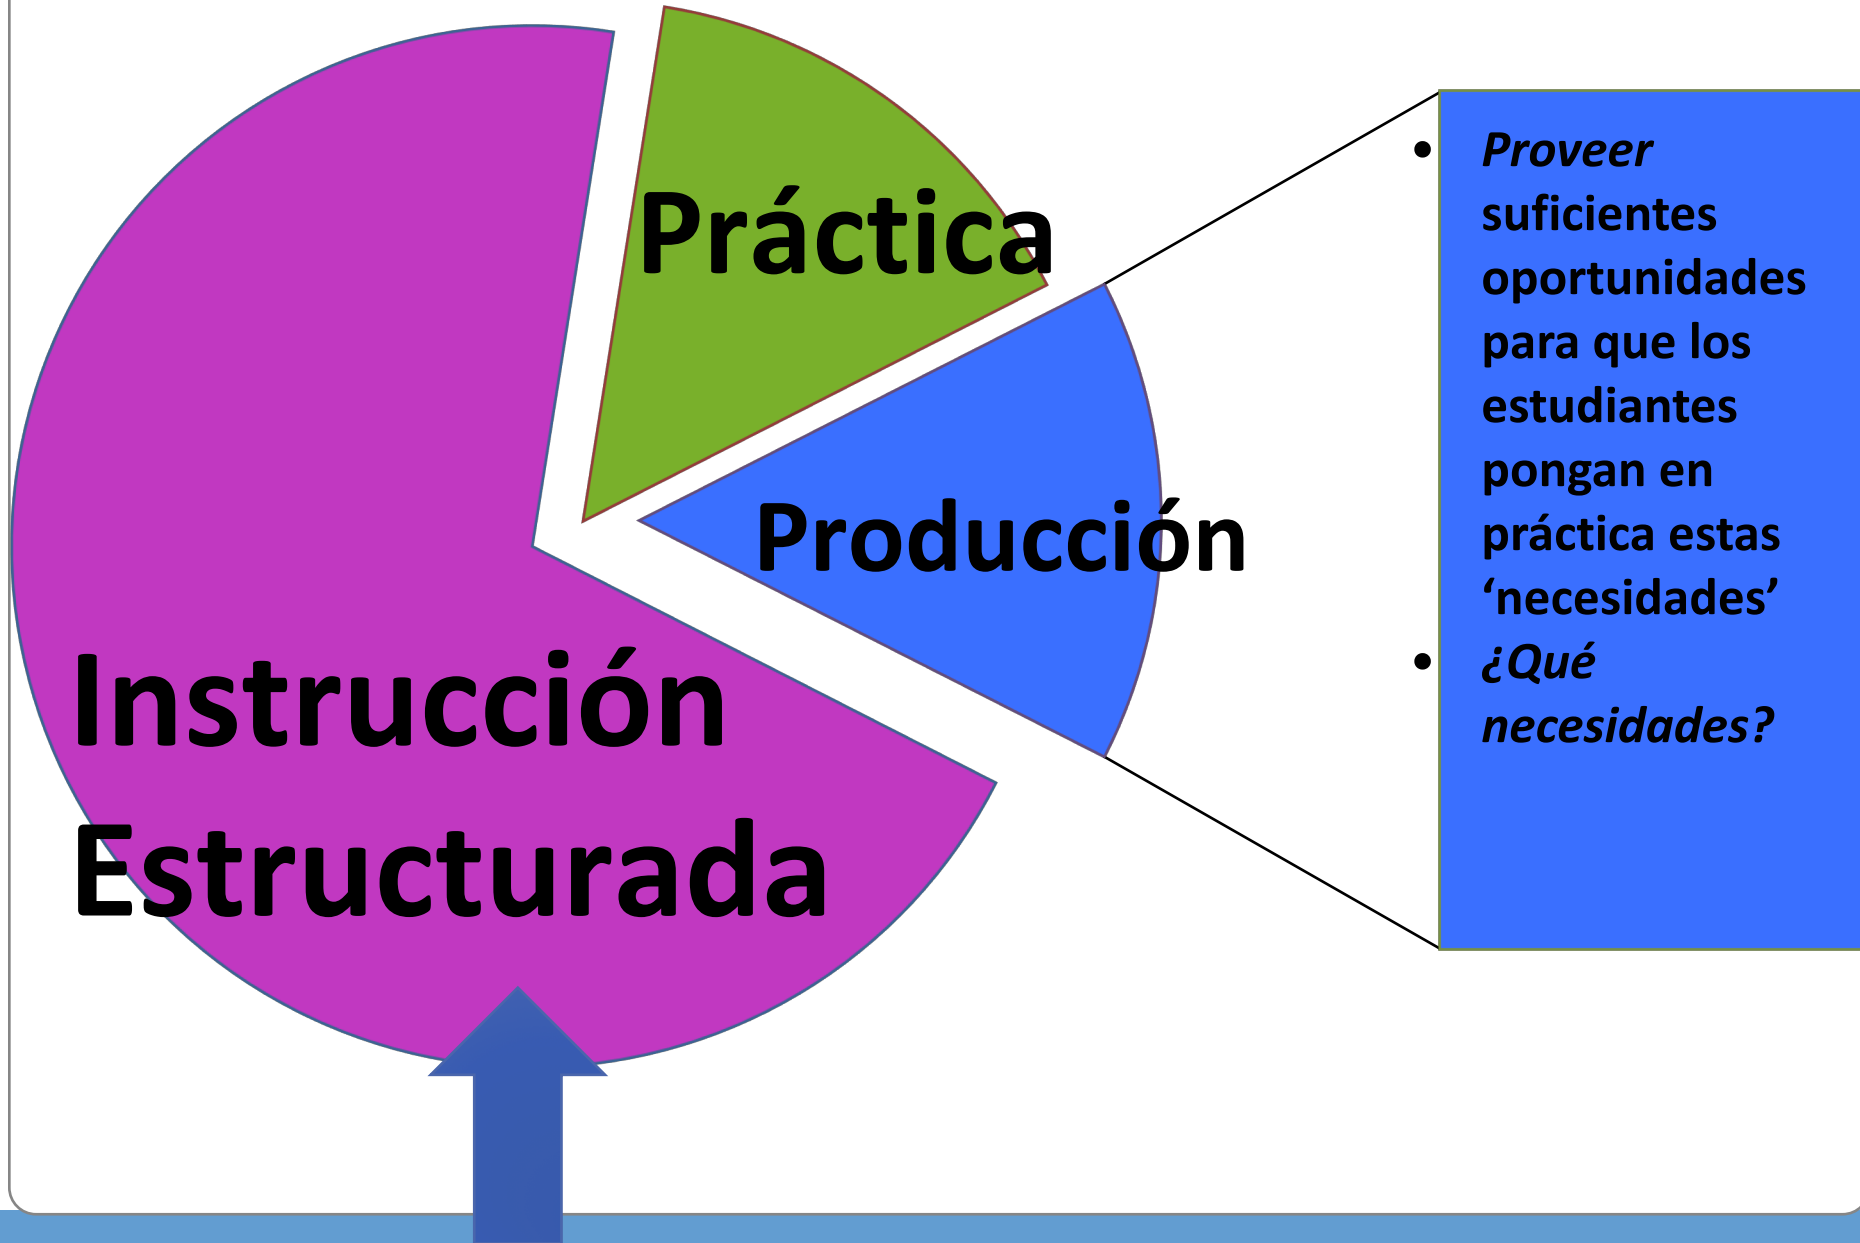 Práctica
Producción
Instrucción
Estructurada
• Proveer
suficientes
oportunidades
para que los
estudiantes
pongan en
práctica estas
‘necesidades’
• ¿Qué
necesidades?